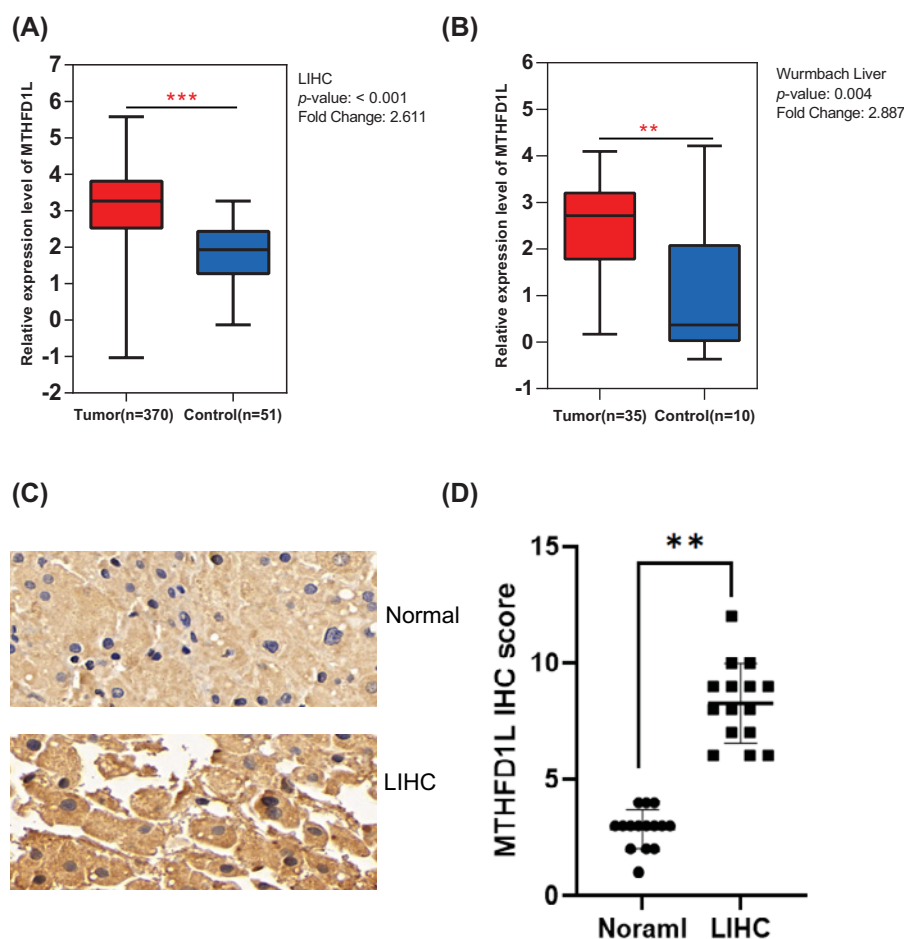 (A)
Relative expression level of MTHFD1L
7
6
5
4
3
2
1
0
-1
-2
***
LIHC
p-value: < 0.001
Fold Change: 2.611
Tumor(n=370) Control(n=51)
(B)
Relative expression level of MTHFD1L
6
5
4
3
2
1
0
-1
**
Wurmbach Liver
p-value: 0.004
Fold Change: 2.887
Tumor(n=35) Control(n=10)
(C)
Normal
LIHC
(D)
MTHFD1L IHC score
15
10
5
0
**
Noraml LIHC